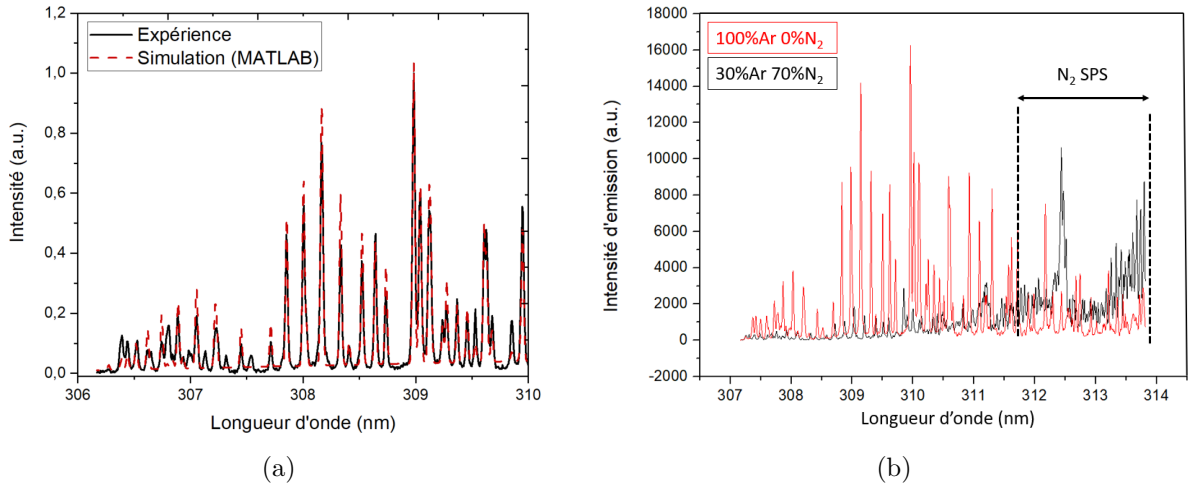 1,2
1,0
0,8
0,6
0,4
0,2
0,0
306
307
308
309
310
Intensité (a.u.)
Longueur d'onde (nm)
Expérience
Simulation (MATLAB)
(a)
18000
16000
14000
12000
10000
8000
6000
4000
2000
0
-2000
307
308
309
310
311
312
313
314
Intensité d'emission (a.u.)
Longueur d’onde (nm)
100%Ar 0%N₂
30%Ar 70%N₂
N₂ SPS
(b)